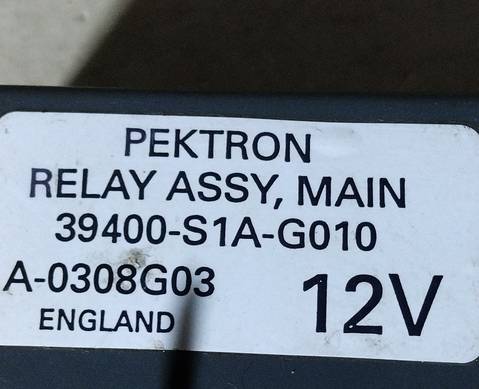 PEKTRON
RELAY ASSY, MAIN
39400-S1A-G010
A-0308G03 12V
ENGLAND